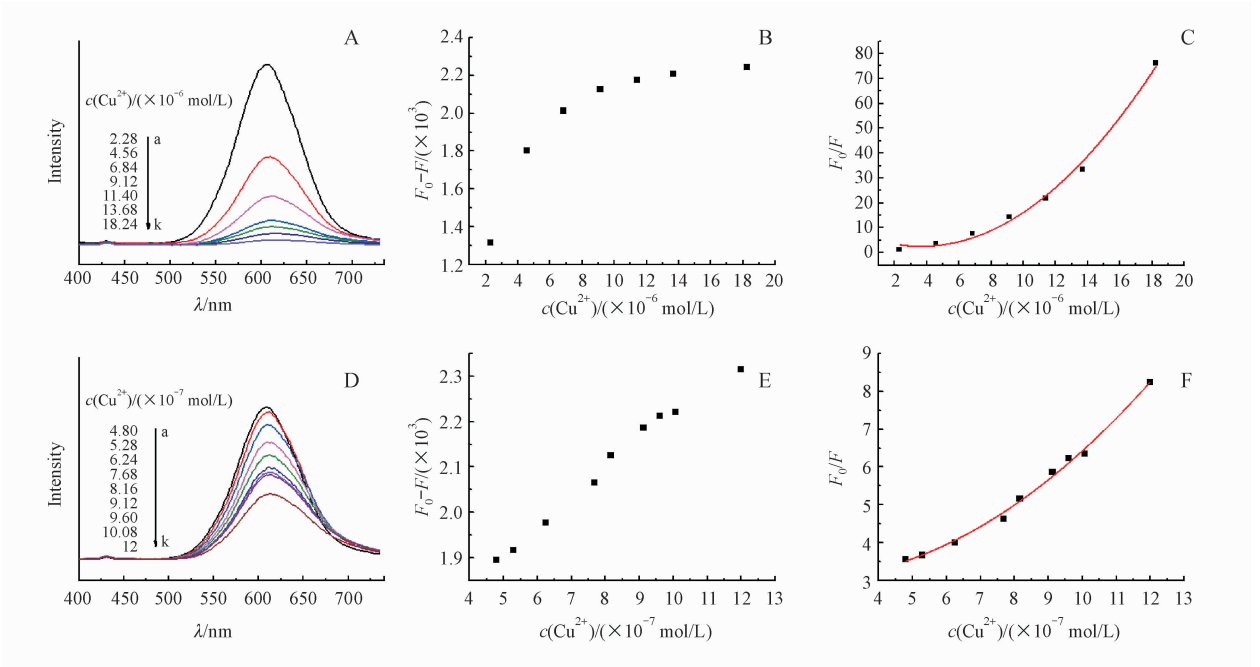 A
c(Cu²⁺)/(×10⁻⁶ mol/L)
a
2.28
4.56
6.84
9.12
11.40
13.68
18.24
k
Intensity
400 450 500 550 600 650 700
λ/nm
B
2.4
2.2
2.0
1.8
1.6
1.4
1.2
F₀−F/(×10³)
2 4 6 8 10 12 14 16 18 20
c(Cu²⁺)/(×10⁻⁶ mol/L)
C
80
70
60
50
40
30
20
10
0
F₀/F
2 4 6 8 10 12 14 16 18 20
c(Cu²⁺)/(×10⁻⁶ mol/L)
D
c(Cu²⁺)/(×10⁻⁷ mol/L)
a
4.80
5.28
6.24
7.68
8.16
9.12
9.60
10.08
12
k
Intensity
400 450 500 550 600 650 700
λ/nm
E
2.3
2.2
2.1
2.0
1.9
F₀−F/(×10³)
4 5 6 7 8 9 10 11 12 13
c(Cu²⁺)/(×10⁻⁷ mol/L)
F
9
8
7
6
5
4
3
F₀/F
4 5 6 7 8 9 10 11 12 13
c(Cu²⁺)/(×10⁻⁷ mol/L)